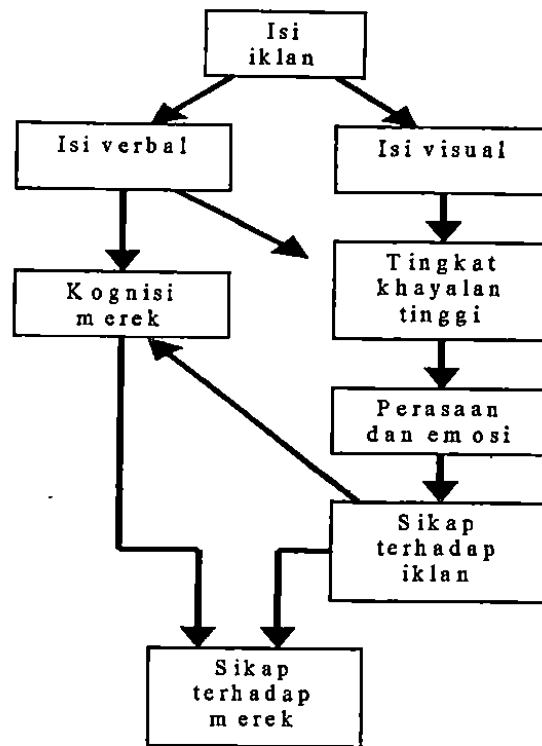 Isi
iklan
Isi verbal
Isi visual
Kognisi
merek
Tingkat
khayalan
tinggi
Perasaan
dan emosi
Sikap
terhadap
iklan
Sikap
terhadap
merek